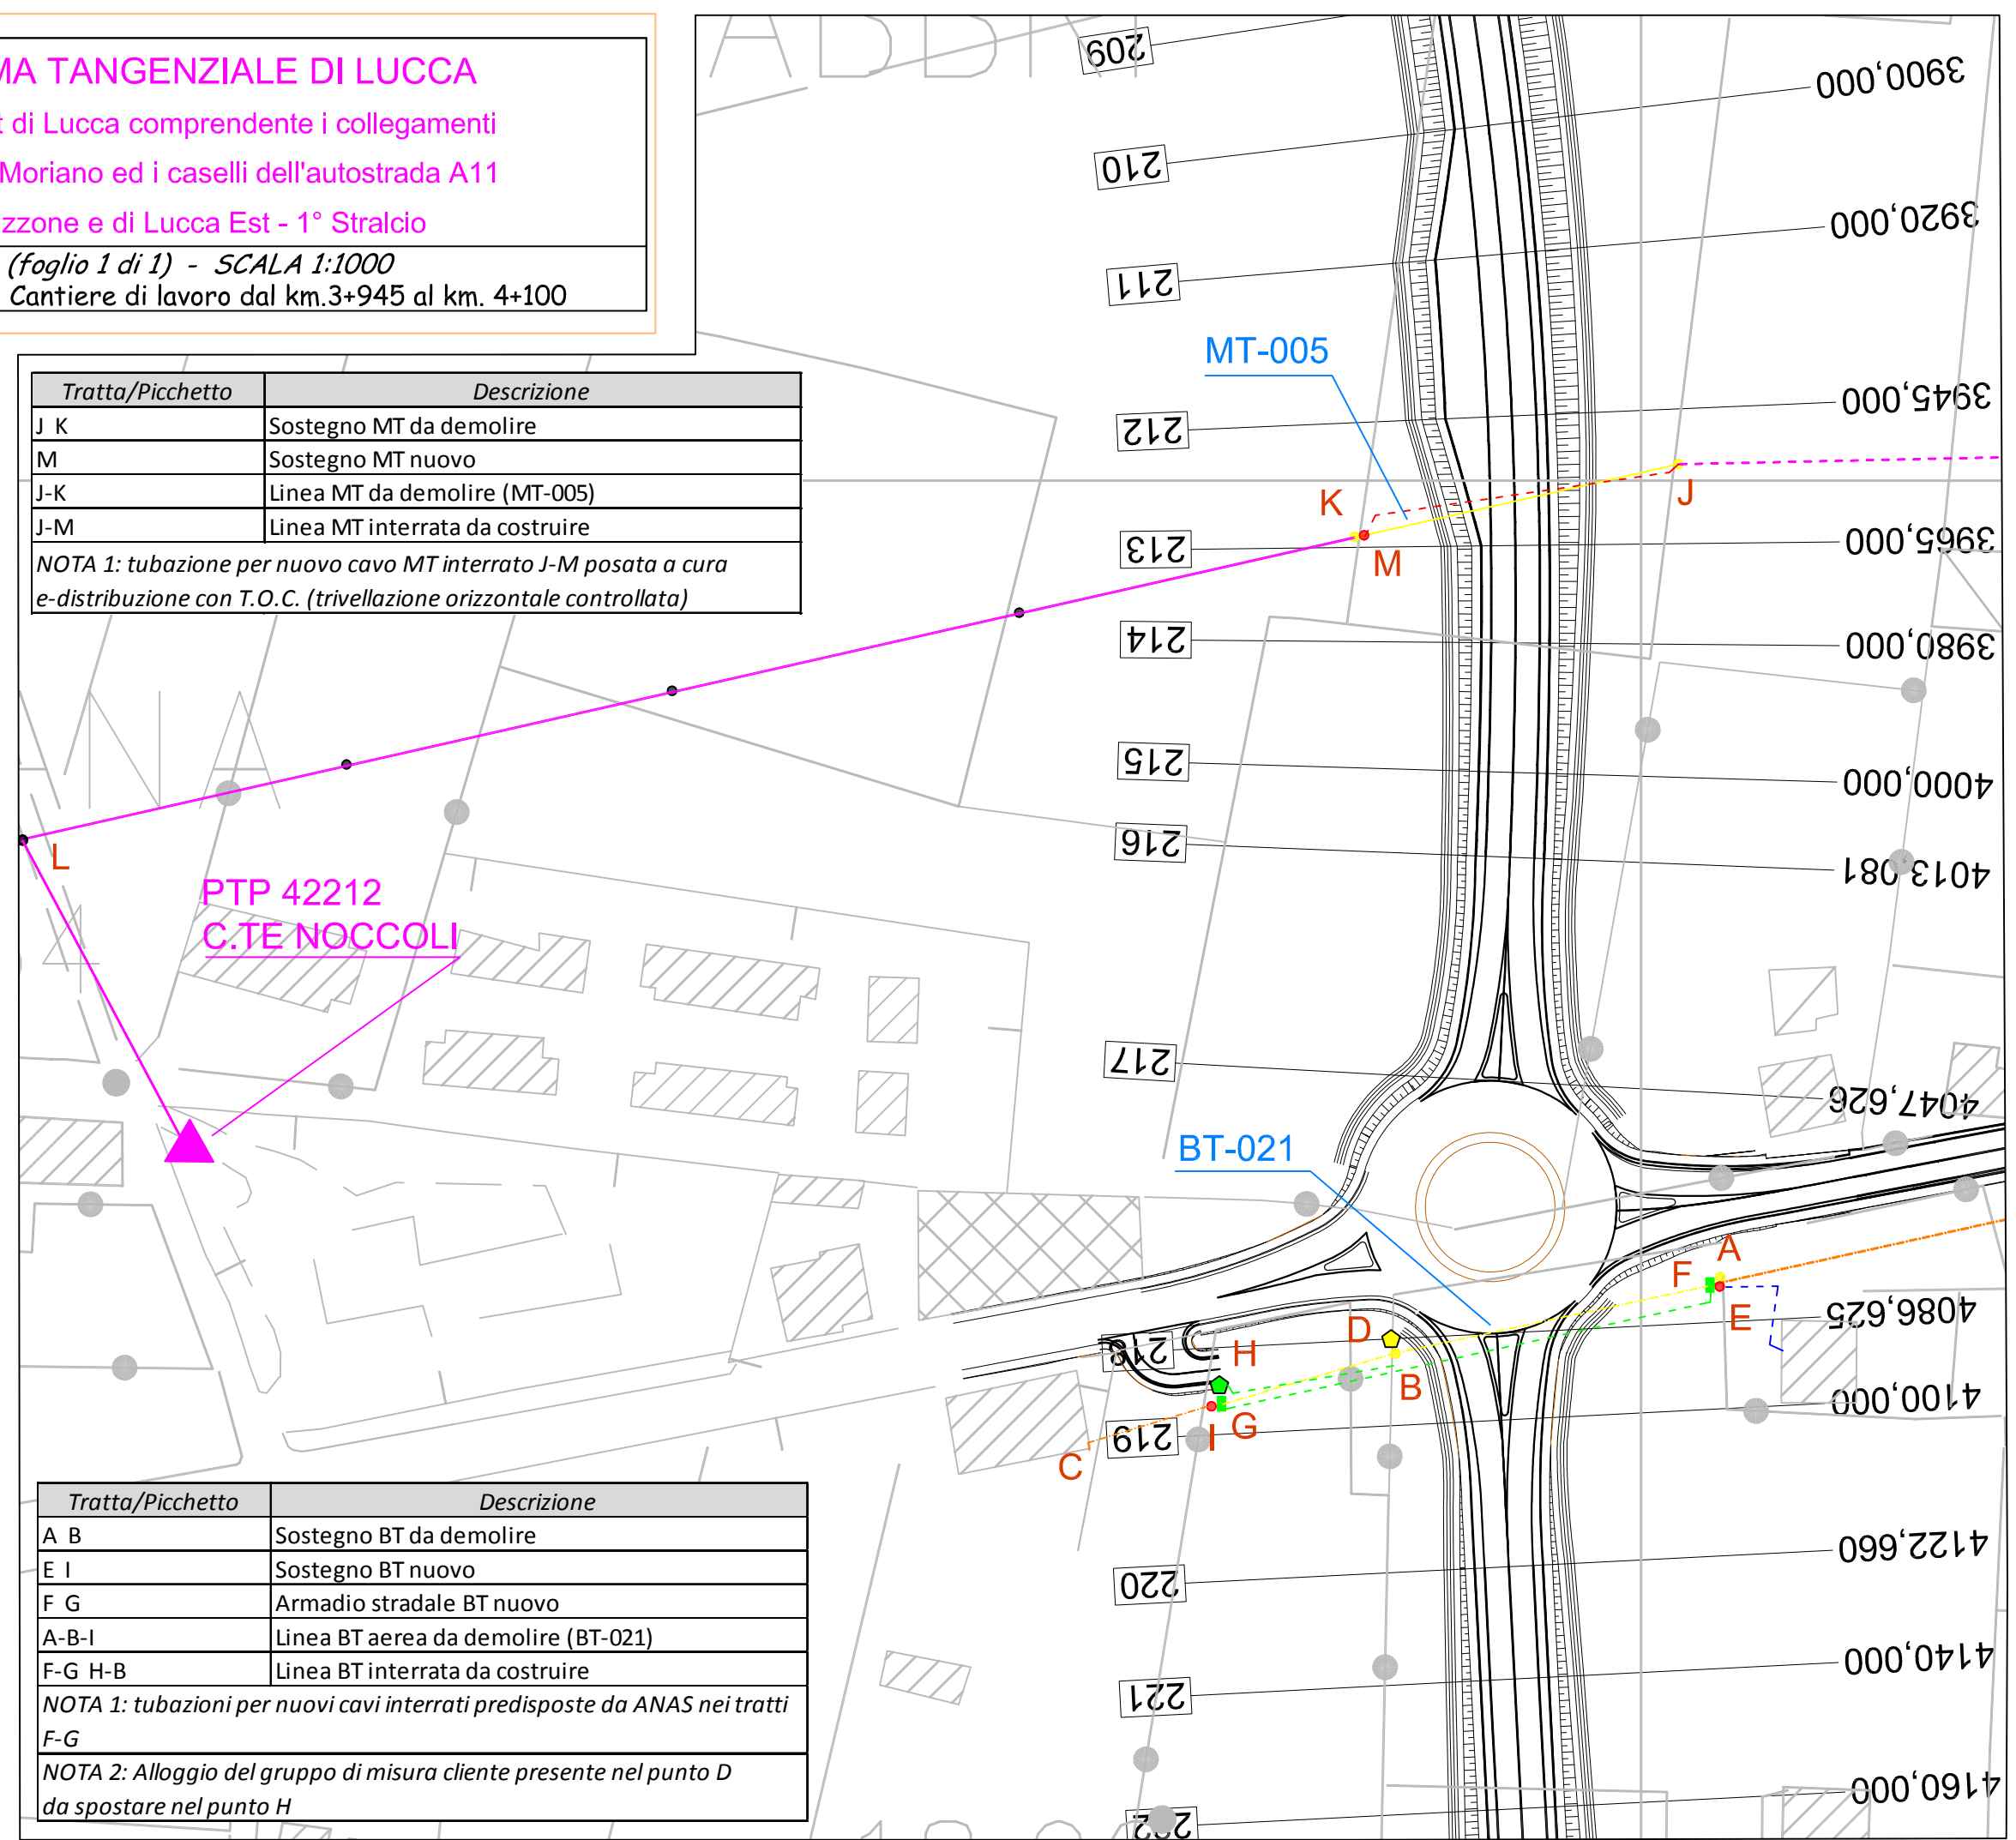 MA TANGENZIALE DI LUCCA
t di Lucca comprendente i collegamenti
Moriano ed i caselli dell'autostrada A11
zzone e di Lucca Est - 1° Stralcio
(foglio 1 di 1) - SCALA 1:1000
Cantiere di lavoro dal km.3+945 al km. 4+100
Tratta/Picchetto Descrizione
J K Sostegno MT da demolire
M Sostegno MT nuovo
J-K Linea MT da demolire (MT-005)
J-M Linea MT interrata da costruire
NOTA 1: tubazione per nuovo cavo MT interrato J-M posata a cura
e-distribuzione con T.O.C. (trivellazione orizzontale controllata)
209
3900,000
210
3920,000
211
MT-005
3945,000
212
K
J
M
213
3965,000
214
3980,000
215
4000,000
216
4013,081
L
PTP 42212
C.TE NOCCOLI
217
4047,626
BT-021
A
F
E
4086,625
D
H
218
B
4100,000
G
I
219
C
4122,660
220
4140,000
221
4160,000
222
Tratta/Picchetto Descrizione
A B Sostegno BT da demolire
E I Sostegno BT nuovo
F G Armadio stradale BT nuovo
A-B-I Linea BT aerea da demolire (BT-021)
F-G H-B Linea BT interrata da costruire
NOTA 1: tubazioni per nuovi cavi interrati predisposte da ANAS nei tratti
F-G
NOTA 2: Alloggio del gruppo di misura cliente presente nel punto D
da spostare nel punto H